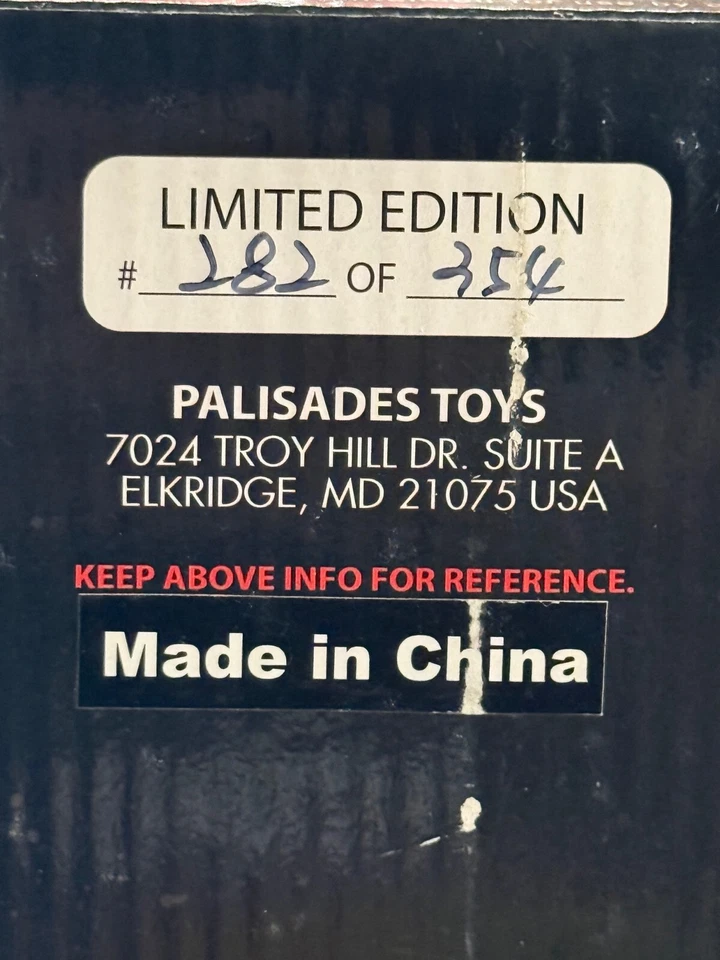 LIMITED EDITION
# 282 OF 354
PALISADES TOYS
7024 TROY HILL DR. SUITE A
ELKRIDGE, MD 21075 USA
KEEP ABOVE INFO FOR REFERENCE.
Made in China